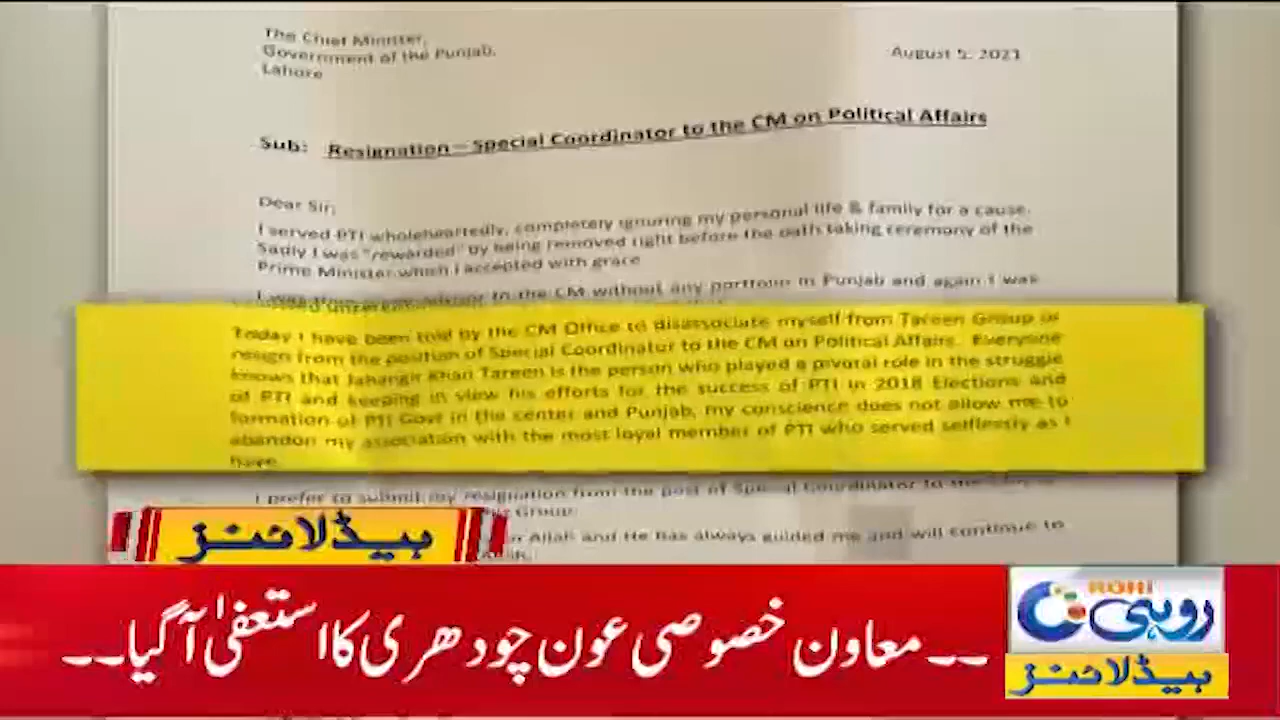 The Chief Minister,
Government of the Punjab,
Lahore
August 5, 2021
Sub: Resignation – Special Coordinator to the CM on Political Affairs
Dear Sir,
I served PTI wholeheartedly, completely ignoring my personal life & family for a cause.
Sadly I was "rewarded" by being removed right before the oath taking ceremony of the
Prime Minister which I accepted with grace
to the CM without any portfolio in Punjab and again I was
Today I have been told by the CM Office to disassociate myself from Tareen Group or
resign from the position of Special Coordinator to the CM on Political Affairs. Everyone
knows that Jahangir Khan Tareen is the person who played a pivotal role in the struggle
of PTI and keeping in view his efforts for the success of PTI in 2018 Elections and
formation of PTI Govt in the center and Punjab, my conscience does not allow me to
abandon my association with the most loyal member of PTI who served selflessly as I
have.
I prefer to submit my resignation from the post of Special Coordinator to the
Group.
Allah and He has always guided me and will continue to
ہیڈلائنز
۔۔ معاون خصوصی عون چودھری کا استعفیٰ آگیا۔۔
ROHI
روہی
ہیڈلائنز